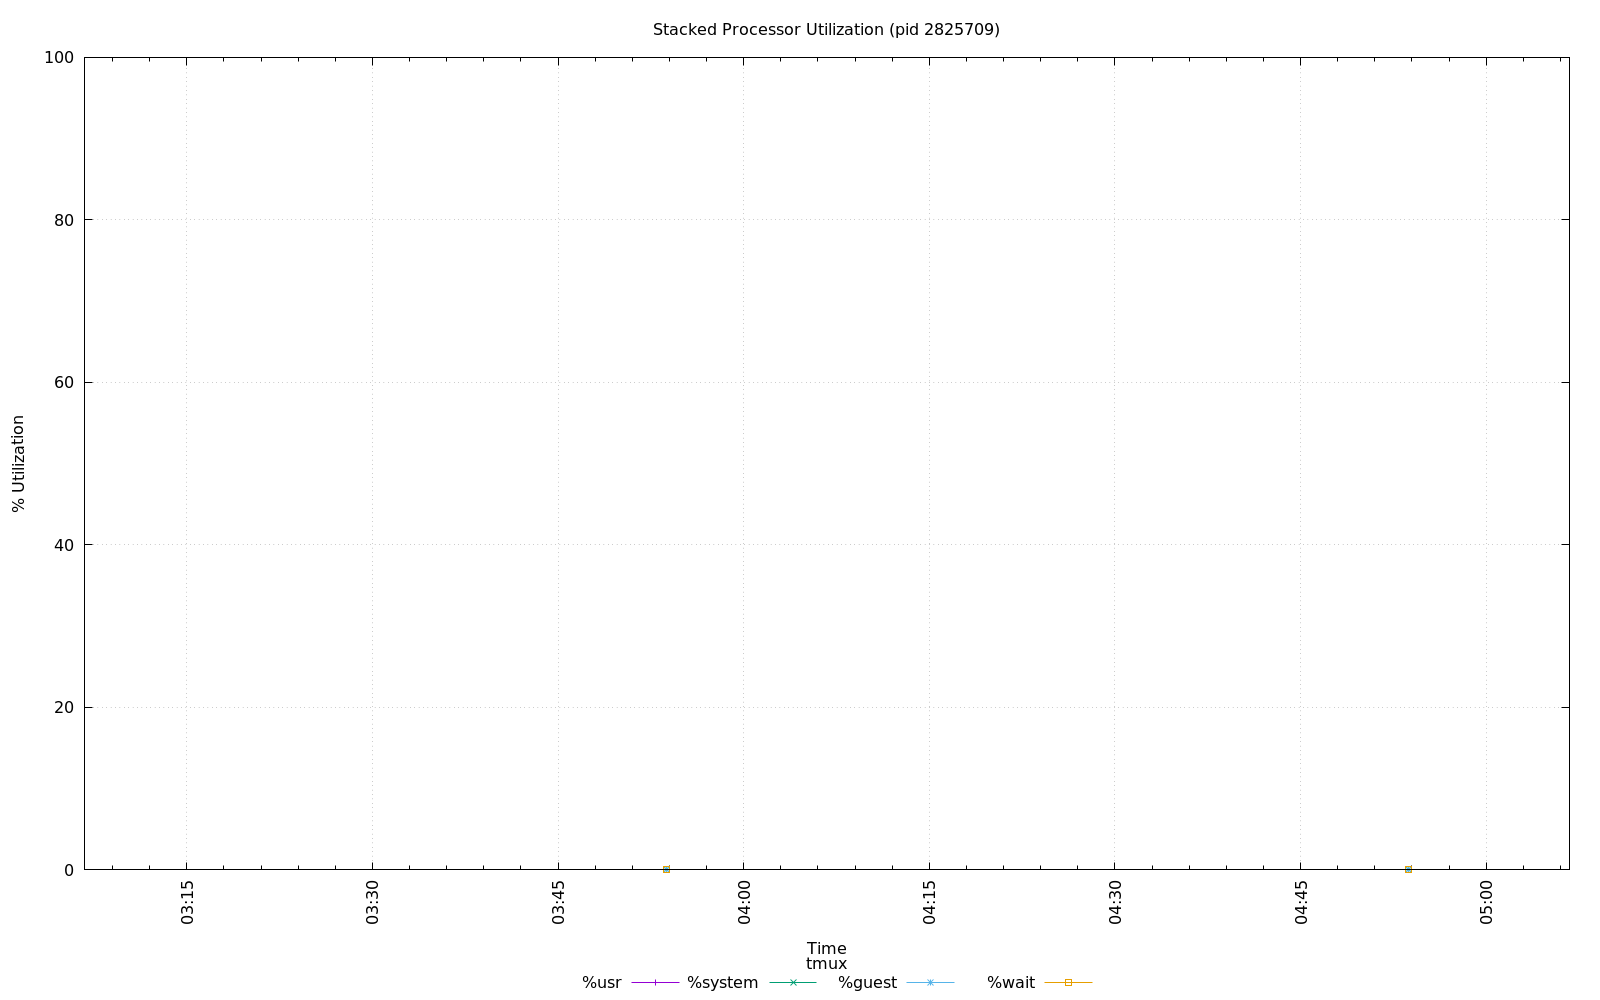 Stacked Processor Utilization (pid 2825709)
100
80
60
40
20
0
% Utilization
03:15
03:30
03:45
04:00
04:15
04:30
04:45
05:00
Time
tmux
%usr %system %guest %wait